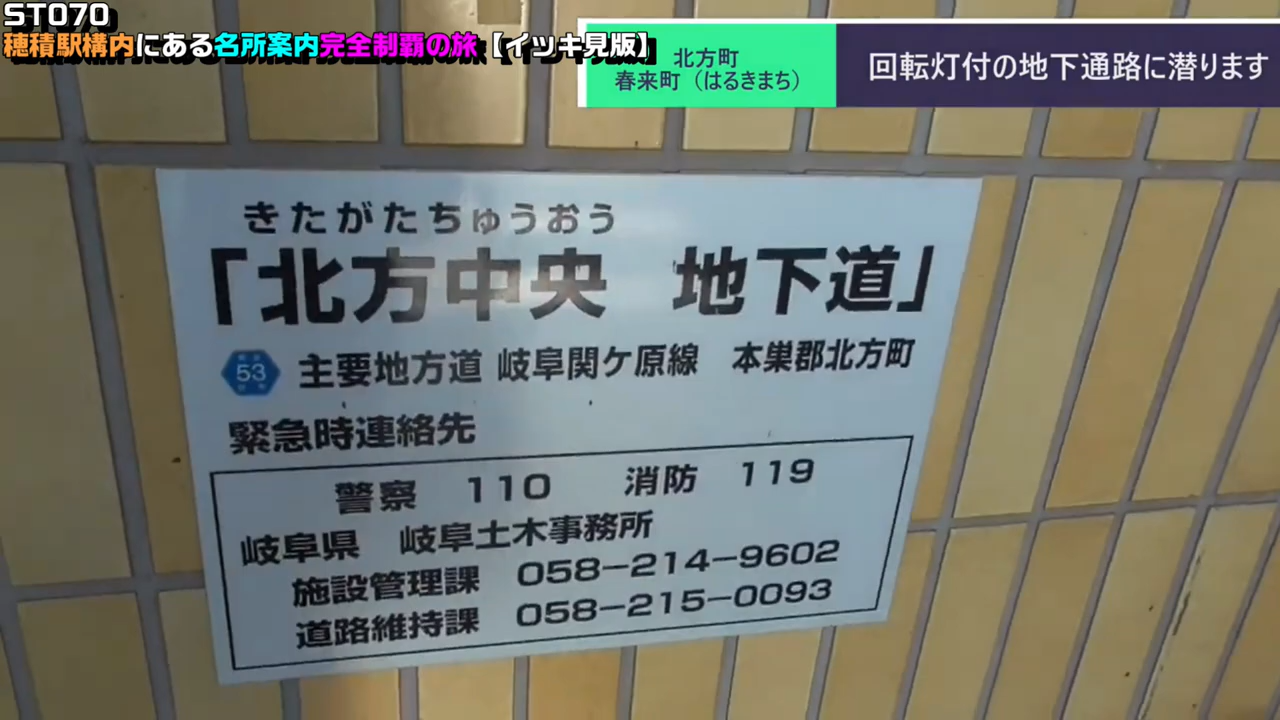 ST070
穂積駅構内にある名所案内完全制覇の旅【イツキ見版】
北方町
春来町（はるきまち）
回転灯付の地下通路に潜ります
きたがたちゅうおう
「北方中央 地下道」
53 主要地方道 岐阜関ケ原線 本巣郡北方町
緊急時連絡先
警察 110 消防 119
岐阜県 岐阜土木事務所
施設管理課 058-214-9602
道路維持課 058-215-0093